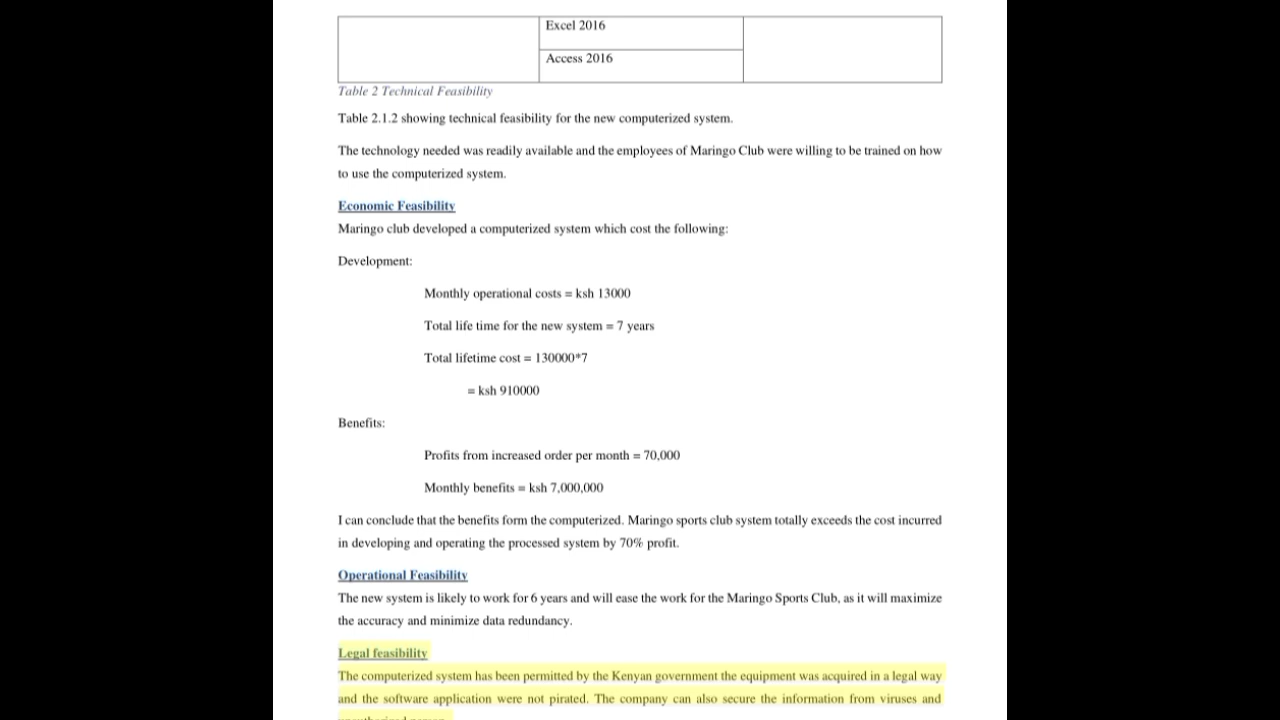 Excel 2016
Access 2016
Table 2 Technical Feasibility
Table 2.1.2 showing technical feasibility for the new computerized system.
The technology needed was readily available and the employees of Maringo Club were willing to be trained on how
to use the computerized system.
Economic Feasibility
Maringo club developed a computerized system which cost the following:
Development:
Monthly operational costs = ksh 13000
Total life time for the new system = 7 years
Total lifetime cost = 130000*7
= ksh 910000
Benefits:
Profits from increased order per month = 70,000
Monthly benefits = ksh 7,000,000
I can conclude that the benefits form the computerized. Maringo sports club system totally exceeds the cost incurred
in developing and operating the processed system by 70% profit.
Operational Feasibility
The new system is likely to work for 6 years and will ease the work for the Maringo Sports Club, as it will maximize
the accuracy and minimize data redundancy.
Legal feasibility
The computerized system has been permitted by the Kenyan government the equipment was acquired in a legal way
and the software application were not pirated. The company can also secure the information from viruses and